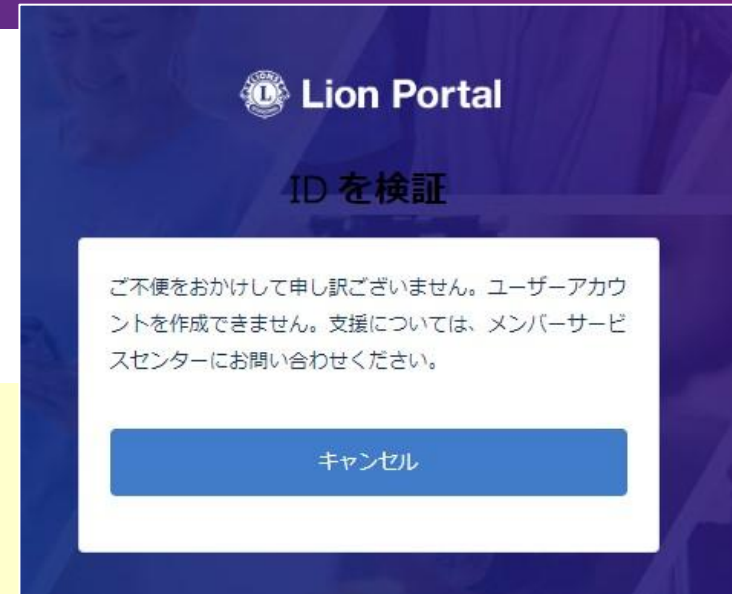 Lion Portal
ID を検証
ご不便をおかけして申し訳ございません。ユーザーアカウ
ントを作成できません。支援については、メンバーサービ
スセンターにお問い合わせください。
キャンセル